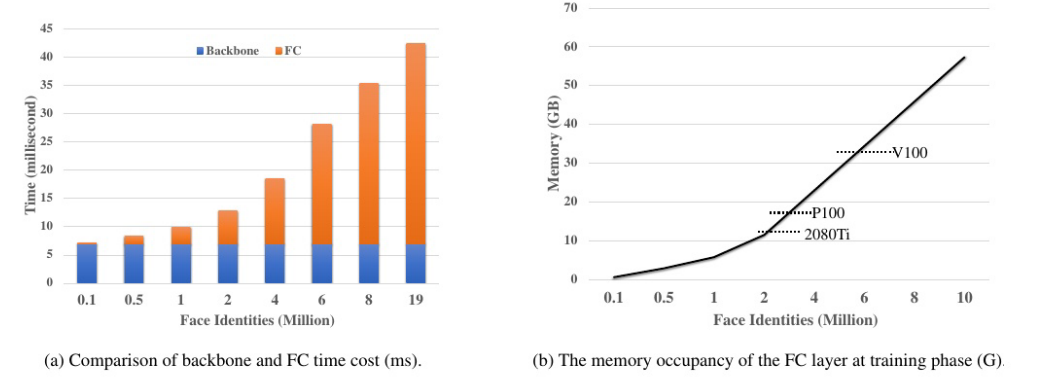 45
40
35
30
25
20
15
10
5
0
Time (millisecond)
Backbone FC
0.1 0.5 1 2 4 6 8 19
Face Identities (Million)
(a) Comparison of backbone and FC time cost (ms).
70
60
50
40
30
20
10
0
Memory (GB)
V100
P100
2080Ti
0.1 0.5 1 2 4 6 8 10
Face Identities (Million)
(b) The memory occupancy of the FC layer at training phase (G).